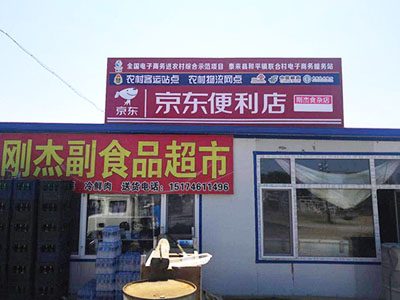 全国电子商务进农村综合示范项目 泰来县和平镇联合村电子商务服务站
农村客运站点 农村物流网点
京东 京东便利店 刚杰食杂店
刚杰副食品超市
冷鲜肉 送货电话:15174611496